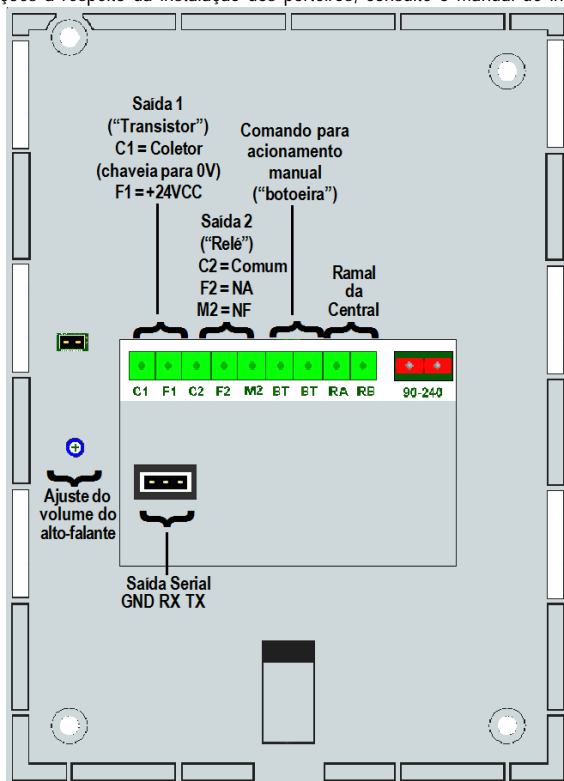 ções a respeito da instalação dos porteiros, consulte o manual de in
Saída 1
("Transistor")
C1 = Coletor
(chaveia para 0V)
F1 = +24VCC
Comando para
acionamento
manual
("botoeira")
Saída 2
("Relé")
C2 = Comum
F2 = NA
M2 = NF
Ramal
da
Central
C1 F1 C2 F2 M2 BT BT RA RB 90-240
Ajuste do
volume do
alto-falante
Saída Serial
GND RX TX